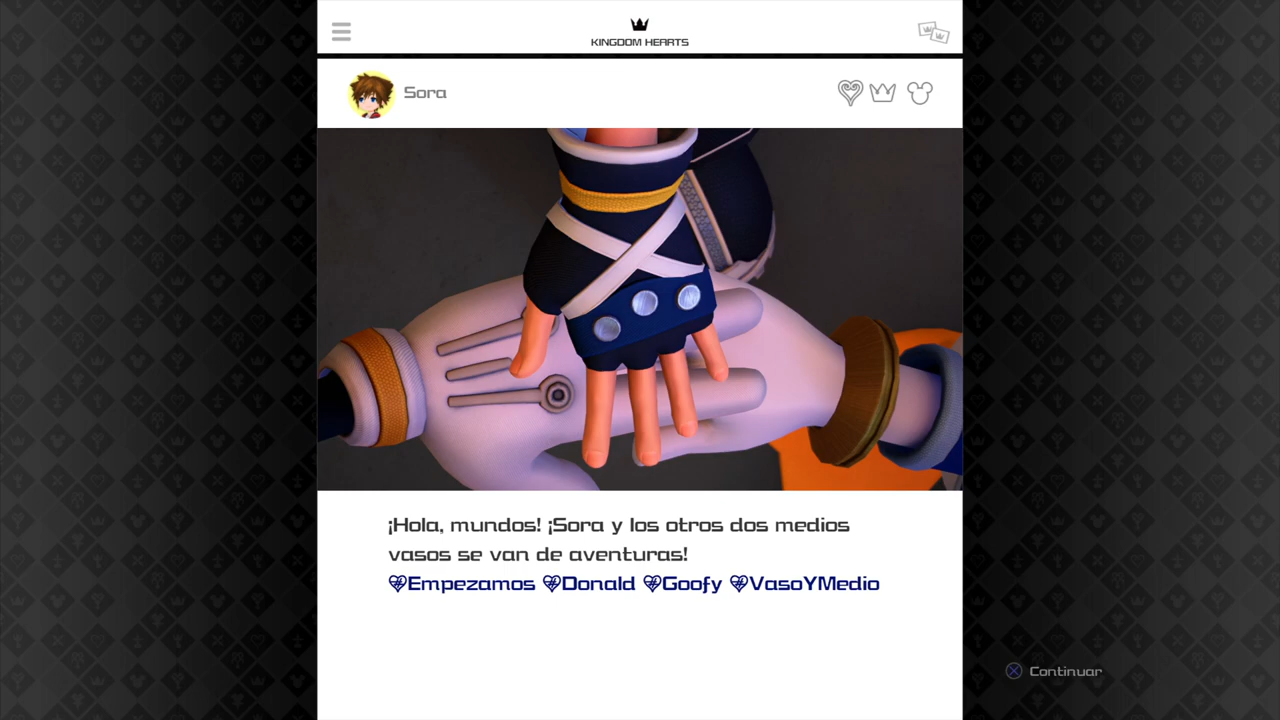 KINGDOM HEARTS
Sora
¡Hola, mundos! ¡Sora y los otros dos medios
vasos se van de aventuras!
Empezamos Donald Goofy VasoYMedio
Continuar